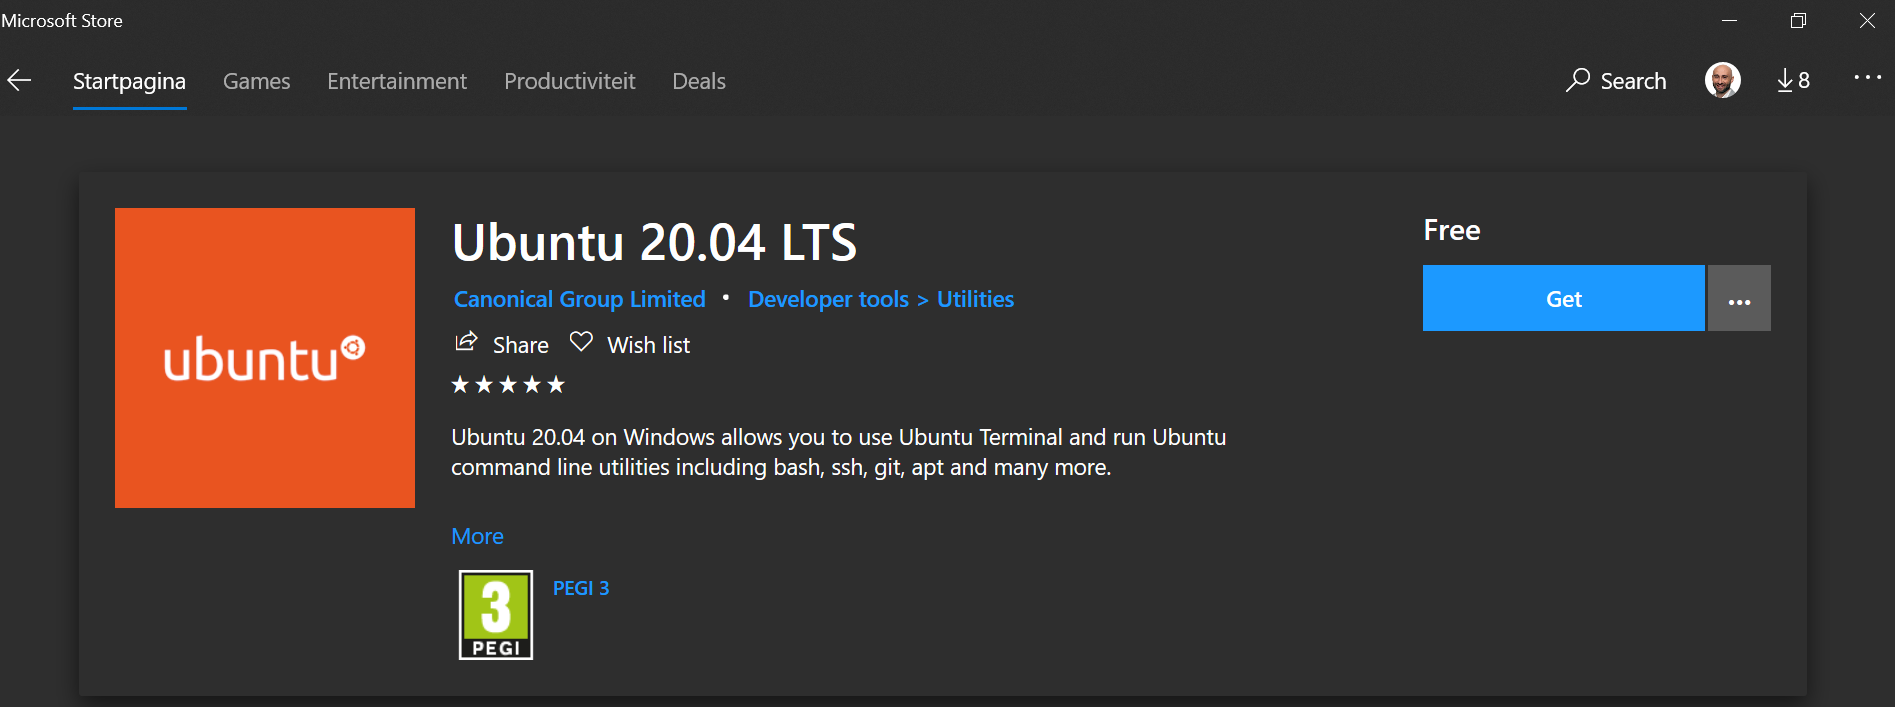 Microsoft Store
Startpagina Games Entertainment Productiviteit Deals Search 8
Ubuntu 20.04 LTS
Free
Canonical Group Limited • Developer tools > Utilities
Get
Share Wish list
ubuntu
Ubuntu 20.04 on Windows allows you to use Ubuntu Terminal and run Ubuntu
command line utilities including bash, ssh, git, apt and many more.
More
3
PEGI
PEGI 3